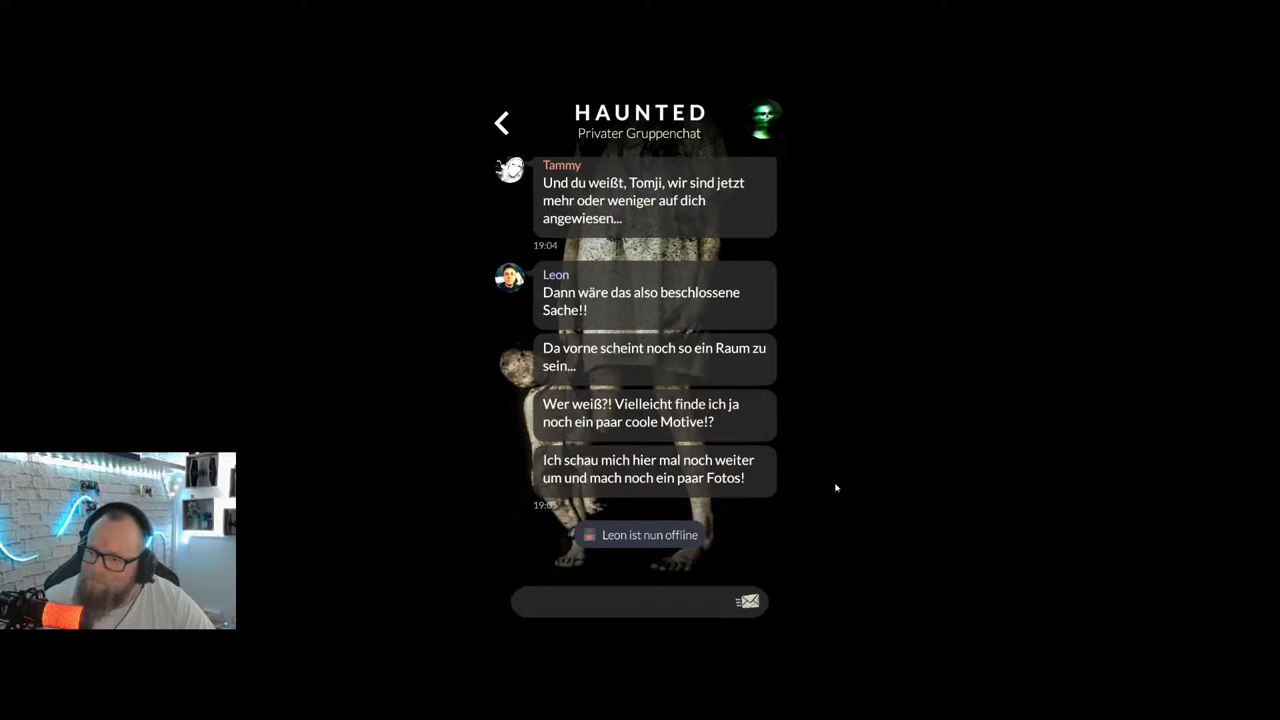 HAUNTED
Privater Gruppenchat
Tammy
Und du weißt, Tomji, wir sind jetzt
mehr oder weniger auf dich
angewiesen...
19:04
Leon
Dann wäre das also beschlossene
Sache!!
Da vorne scheint noch so ein Raum zu
sein...
Wer weiß?! Vielleicht finde ich ja
noch ein paar coole Motive!?
Ich schau mich hier mal noch weiter
um und mach noch ein paar Fotos!
19:05
Leon ist nun offline